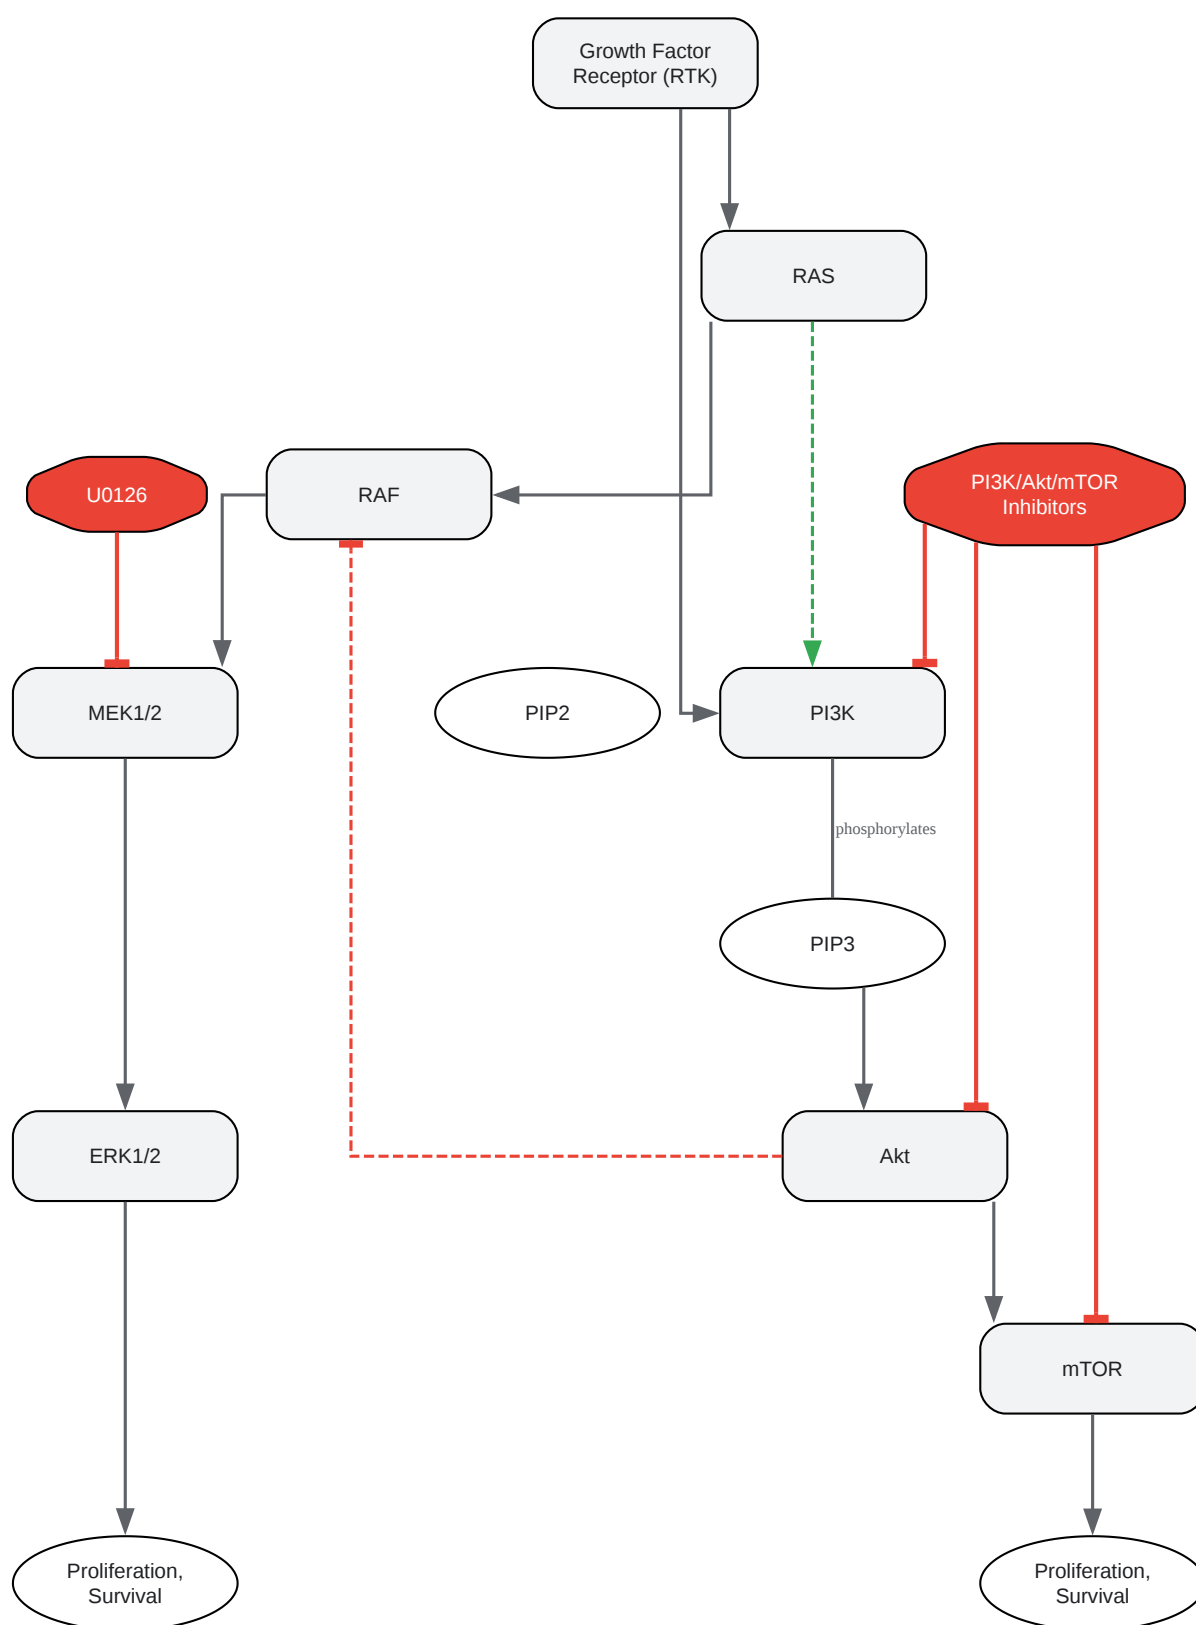 Growth Factor
Receptor (RTK)
RAS
U0126
RAF
PI3K/Akt/mTOR
Inhibitors
MEK1/2
PIP2
PI3K
phosphorylates
PIP3
ERK1/2
Akt
mTOR
Proliferation,
Survival
Proliferation,
Survival